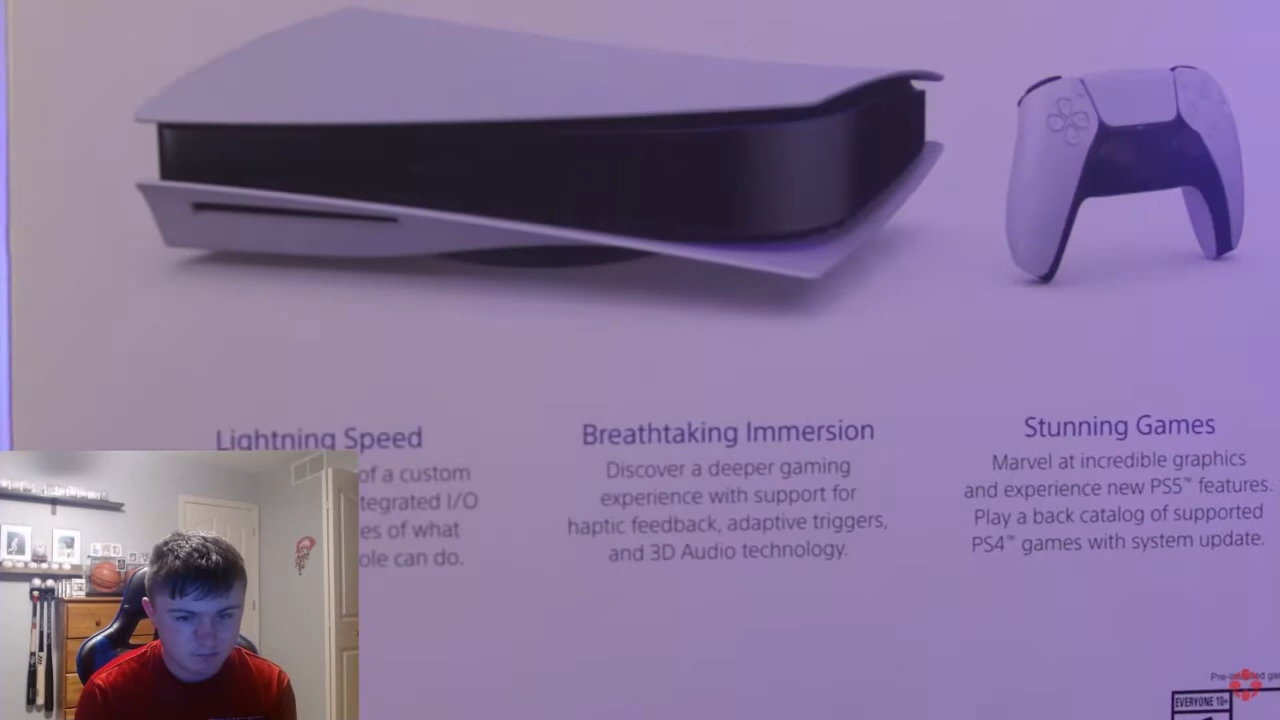 Lightning Speed
of a custom
tegrated I/O
es of what
ole can do.
Breathtaking Immersion
Discover a deeper gaming
experience with support for
haptic feedback, adaptive triggers,
and 3D Audio technology.
Stunning Games
Marvel at incredible graphics
and experience new PS5™ features.
Play a back catalog of supported
PS4™ games with system update.
EVERYONE 10+